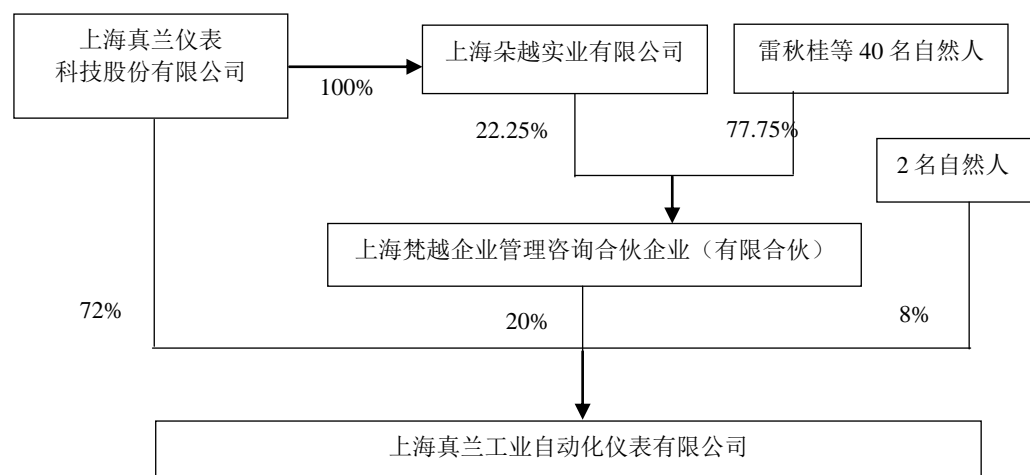 上海真兰仪表
科技股份有限公司
上海朵越实业有限公司
雷秋桂等 40 名自然人
100%
22.25%
77.75%
2 名自然人
上海梵越企业管理咨询合伙企业（有限合伙）
72%
20%
8%
上海真兰工业自动化仪表有限公司